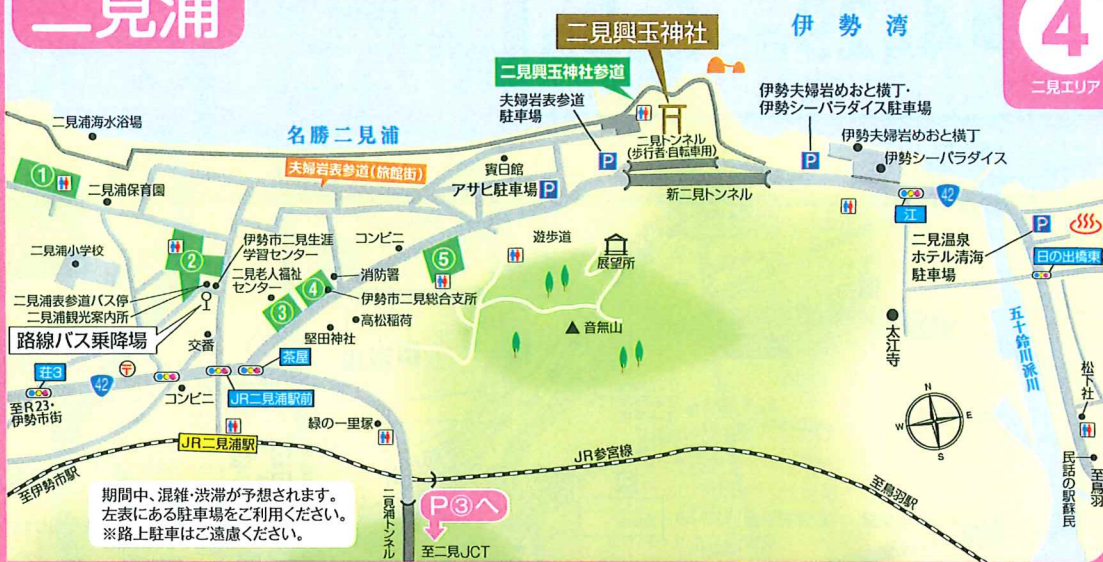 二見浦
伊勢湾
④
二見エリア
二見興玉神社
二見興玉神社参道
夫婦岩表参道
駐車場
P
二見トンネル
(歩行者・自転車用)
新二見トンネル
伊勢夫婦岩めおと横丁・
伊勢シーパラダイス駐車場
P
伊勢夫婦岩めおと横丁
伊勢シーパラダイス
江
42
二見浦海水浴場
名勝二見浦
夫婦岩表参道(旅館街)
賓日館
アサヒ駐車場 P
①
二見浦保育園
二見浦小学校
②
伊勢市二見生涯
学習センター
二見老人福祉
センター
コンビニ
消防署
⑤
遊歩道
展望所
音無山
③
④
伊勢市二見総合支所
高松稲荷
堅田神社
二見浦表参道バス停
二見浦観光案内所
路線バス乗降場
交番
茶屋
荘3
42
〒
コンビニ
JR二見浦駅前
至R23・
伊勢市街
緑の一里塚
JR二見浦駅
至伊勢市駅
JR参宮線
至鳥羽駅
二見浦トンネル
P③へ
至二見JCT
期間中、混雑・渋滞が予想されます。
左表にある駐車場をご利用ください。
※路上駐車はご遠慮ください。
二見温泉
ホテル清海
駐車場
P
日の出橋東
太江寺
五十鈴川派川
松下社
民話の駅蘇民
至鳥羽
N
E
W
S